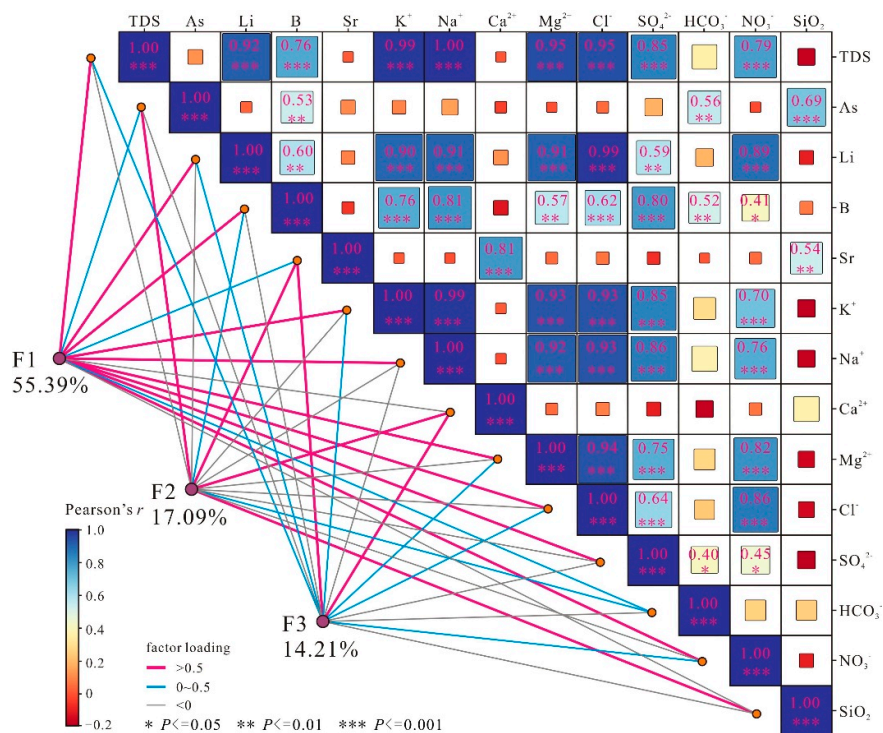 TDS As Li B Sr K⁺ Na⁺ Ca²⁺ Mg²⁻ Cl⁻ SO₄²⁻ HCO₃⁻ NO₃⁻ SiO₂
1.00 0.92 0.76 0.99 1.00 0.95 0.95 0.85 0.79 TDS
*** *** *** *** *** *** *** *** ***
1.00 0.53 0.56 0.69 As
*** ** ** ***
1.00 0.60 0.90 0.91 0.91 0.99 0.59 0.89 Li
*** ** *** *** *** *** ** ***
1.00 0.76 0.81 0.57 0.62 0.80 0.52 0.41 B
*** *** *** ** *** *** ** *
1.00 0.81 0.54 Sr
*** *** **
1.00 0.99 0.93 0.93 0.85 0.70 K⁺
*** *** *** *** *** ***
1.00 0.92 0.93 0.86 0.76 Na⁺
*** *** *** *** ***
F1
55.39%
1.00 Ca²⁺
***
1.00 0.94 0.75 0.82 Mg²⁺
*** *** *** ***
F2
17.09%
1.00 0.64 0.86 Cl⁻
*** *** ***
1.00 0.40 0.45 SO₄²⁻
*** * *
1.00 HCO₃⁻
***
F3
14.21%
1.00 NO₃⁻
***
1.00 SiO₂
***
Pearson's r
1.0
0.8
0.6
0.4
0.2
0
−0.2
factor loading
>0.5
0~0.5
<0
* P<=0.05 ** P<=0.01 *** P<=0.001